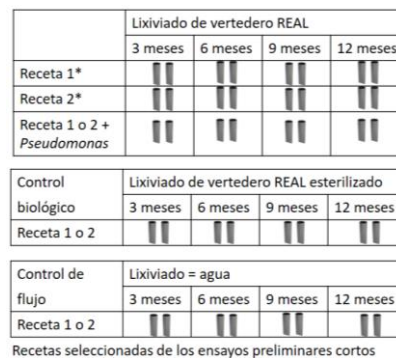 Lixiviado de vertedero REAL
3 meses 6 meses 9 meses 12 meses
Receta 1*
Receta 2*
Receta 1 o 2 +
Pseudomonas
Control
biológico
Lixiviado de vertedero REAL esterilizado
3 meses 6 meses 9 meses 12 meses
Receta 1 o 2
Control de
flujo
Lixiviado = agua
3 meses 6 meses 9 meses 12 meses
Receta 1 o 2
Recetas seleccionadas de los ensayos preliminares cortos